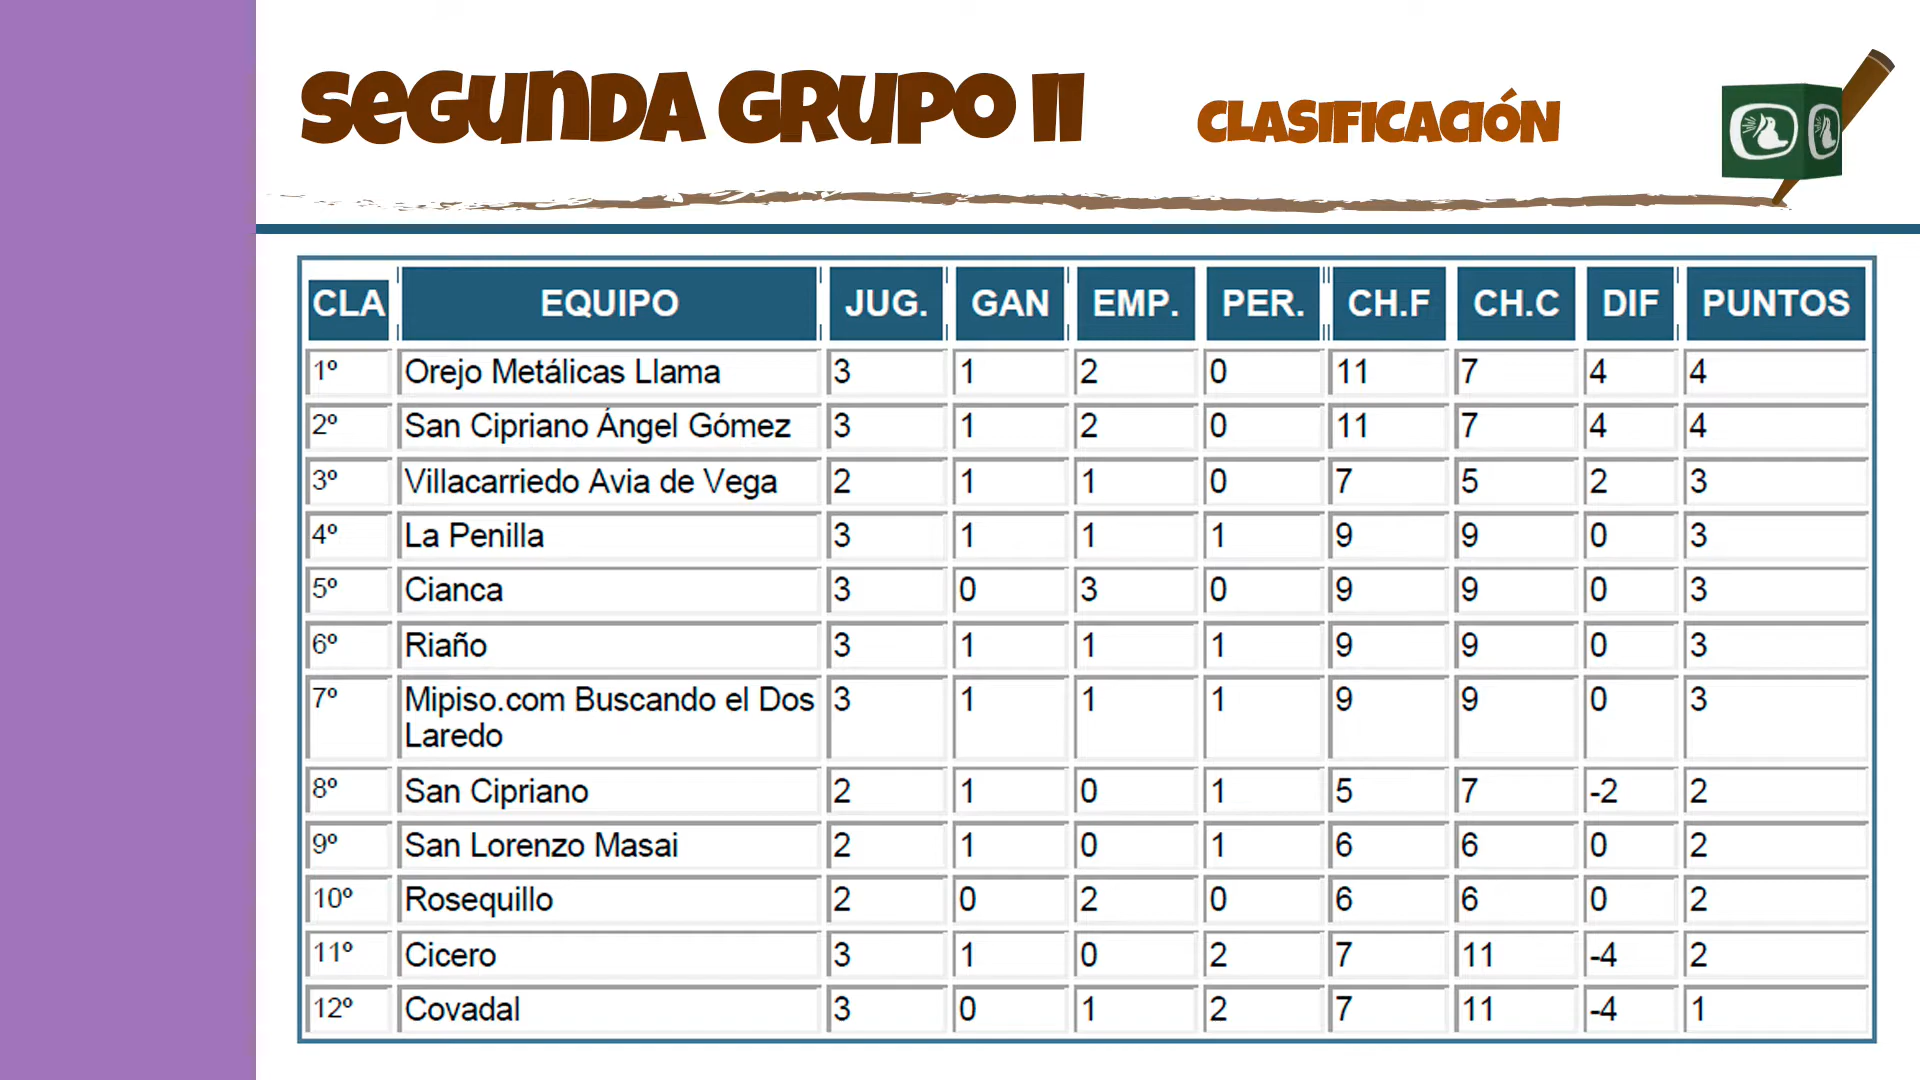 Segunda Grupo II
Clasificación
CLA EQUIPO JUG. GAN EMP. PER. CH.F CH.C DIF PUNTOS
1º Orejo Metálicas Llama 3 1 2 0 11 7 4 4
2º San Cipriano Ángel Gómez 3 1 2 0 11 7 4 4
3º Villacarriedo Avia de Vega 2 1 1 0 7 5 2 3
4º La Penilla 3 1 1 1 9 9 0 3
5º Cianca 3 0 3 0 9 9 0 3
6º Riaño 3 1 1 1 9 9 0 3
7º Mipiso.com Buscando el Dos 3 1 1 1 9 9 0 3
Laredo
8º San Cipriano 2 1 0 1 5 7 -2 2
9º San Lorenzo Masai 2 1 0 1 6 6 0 2
10º Rosequillo 2 0 2 0 6 6 0 2
11º Cicero 3 1 0 2 7 11 -4 2
12º Covadal 3 0 1 2 7 11 -4 1